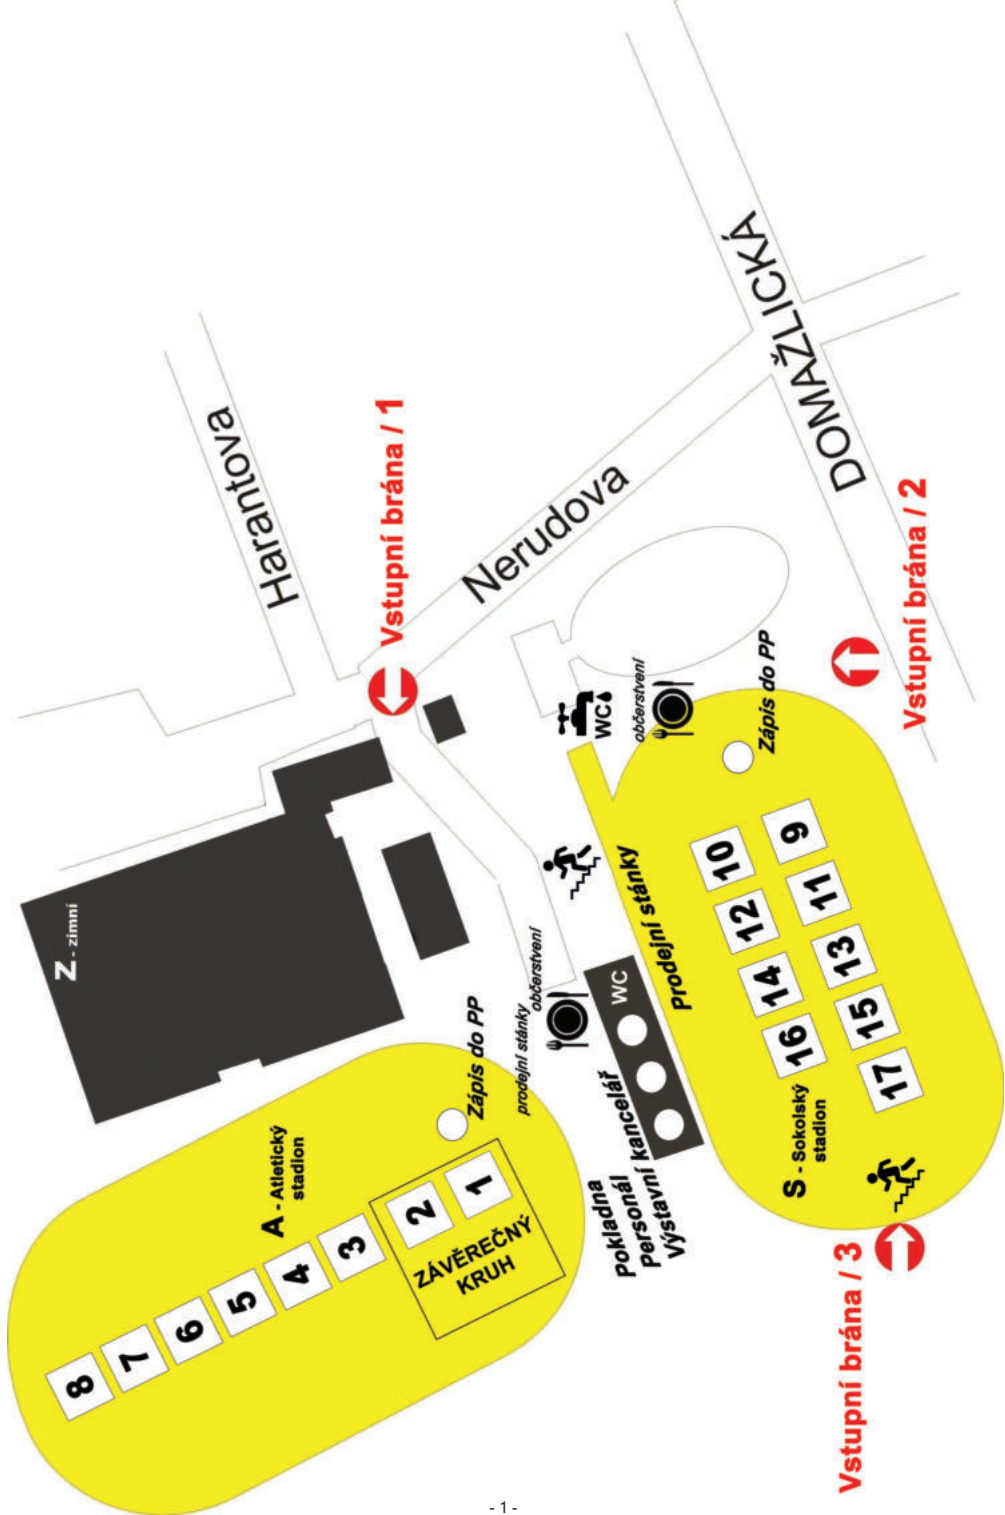 Harantova
Vstupní brána / 1
Nerudova
DOMAŽLICKÁ
Vstupní brána / 2
Z - zimní
WC
občerstvení
Zápis do PP
prodejní stánky
občerstvení
Zápis do PP
A - Atletický
stadion
8
7
6
5
4
3
2
1
ZÁVĚREČNÝ
KRUH
WC
Pokladna
Personál
Výstavní kancelář
Prodejní stánky
10
12
14
16
9
11
13
15
17
S - Sokolský
stadion
Vstupní brána / 3
- 1 -